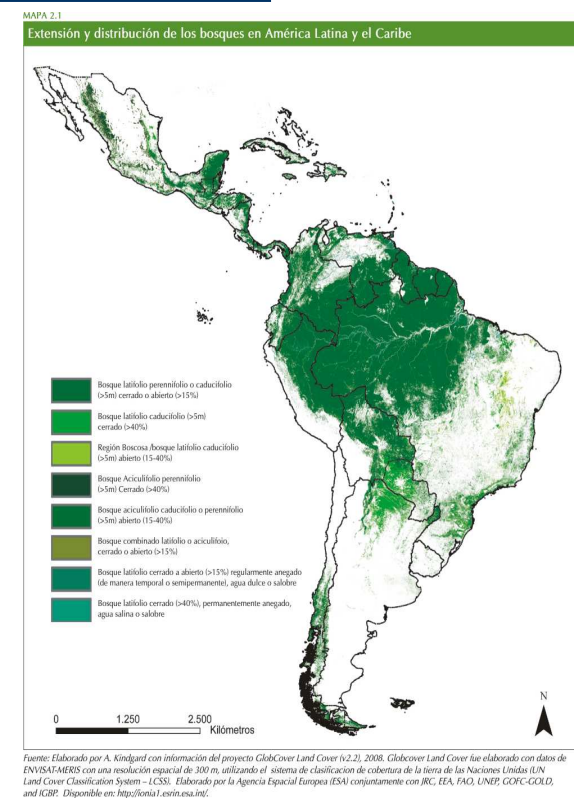 MAPA 2.1
Extensión y distribución de los bosques en América Latina y el Caribe
Bosque latifolio perennifolio o caducifolio
(>5m) cerrado o abierto (>15%)
Bosque latifolio caducifolio (>5m)
cerrado (>40%)
Región Boscosa /bosque latifolio caducifolio
(>5m) abierto (15-40%)
Bosque Aciculifolio perennifolio
(>5m) Cerrado (>40%)
Bosque aciculifolio caducifolio o perennifolio
(>5m) abierto (15-40%)
Bosque combinado latifolio o aciculifoio,
cerrado o abierto (>15%)
Bosque latifolio cerrado a abierto (>15%) regularmente anegado
(de manera temporal o semipermanente), agua dulce o salobre
Bosque latifolio cerrado (>40%), permanentemente anegado,
agua salina o salobre
N
0 1.250 2.500
Kilómetros
Fuente: Elaborado por A. Kindgard con información del proyecto GlobCover Land Cover (v2.2), 2008. Globcover Land Cover fue elaborado con datos de
ENVISAT-MERIS con una resolución espacial de 300 m, utilizando el sistema de clasificacion de cobertura de la tierra de las Naciones Unidas (UN
Land Cover Classification System – LCSS). Elaborado por la Agencia Espacial Europea (ESA) conjuntamente con JRC, EEA, FAO, UNEP, GOFC-GOLD,
and IGBP. Disponible en: http://ionia1.esrin.esa.int/.